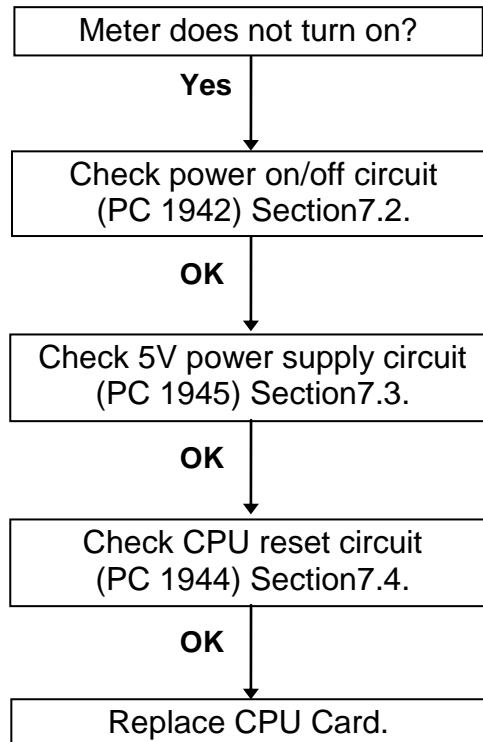 Meter does not turn on?
Yes
Check power on/off circuit
(PC 1942) Section7.2.
OK
Check 5V power supply circuit
(PC 1945) Section7.3.
OK
Check CPU reset circuit
(PC 1944) Section7.4.
OK
Replace CPU Card.